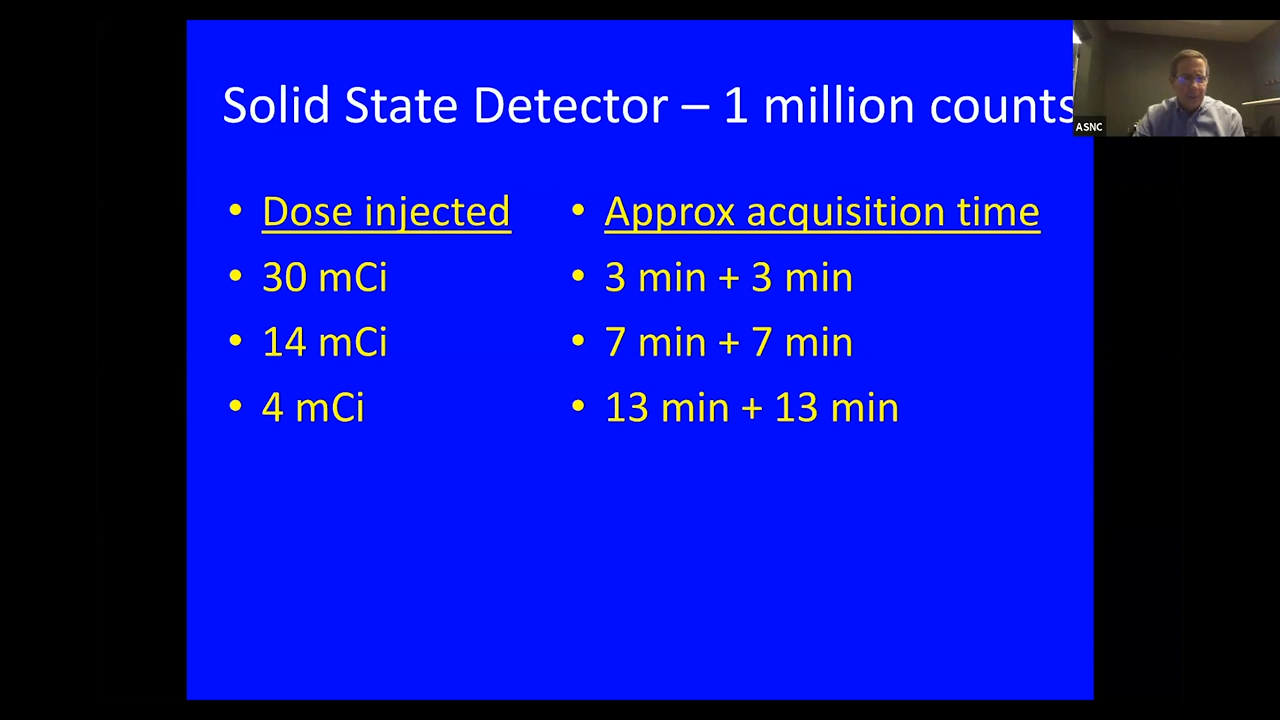 Solid State Detector – 1 million counts
ASNC
• Dose injected
• 30 mCi
• 14 mCi
• 4 mCi
• Approx acquisition time
• 3 min + 3 min
• 7 min + 7 min
• 13 min + 13 min